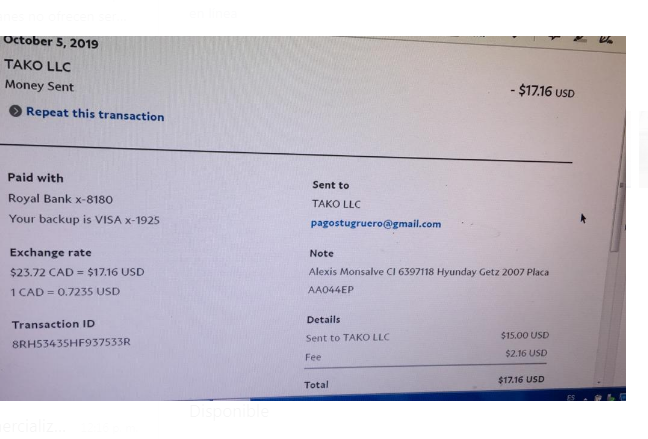 October 5, 2019
TAKO LLC
Money Sent
- $17.16 USD
Repeat this transaction
Paid with
Royal Bank x-8180
Your backup is VISA x-1925
Exchange rate
$23.72 CAD = $17.16 USD
1 CAD = 0.7235 USD
Transaction ID
8RH53435HF937533R
Sent to
TAKO LLC
pagostugruero@gmail.com
Note
Alexis Monsalve CI 6397118 Hyunday Getz 2007 Placa
AA044EP
Details
Sent to TAKO LLC $15.00 USD
Fee $2.16 USD
Total $17.16 USD
ES
Disponible